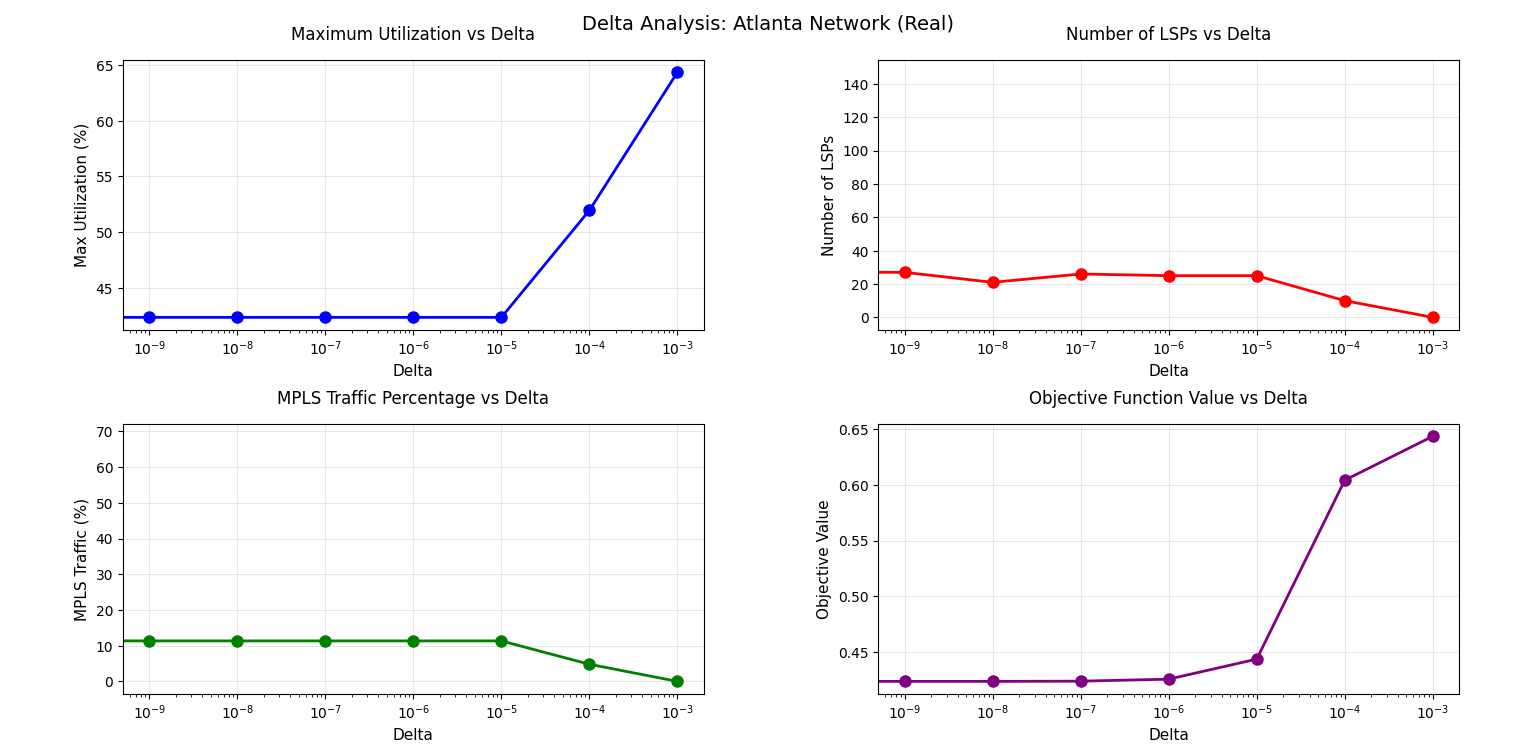 Delta Analysis: Atlanta Network (Real)
Maximum Utilization vs Delta
Max Utilization (%)
65
60
55
50
45
10⁻⁹ 10⁻⁸ 10⁻⁷ 10⁻⁶ 10⁻⁵ 10⁻⁴ 10⁻³
Delta
Number of LSPs vs Delta
Number of LSPs
140
120
100
80
60
40
20
0
10⁻⁹ 10⁻⁸ 10⁻⁷ 10⁻⁶ 10⁻⁵ 10⁻⁴ 10⁻³
Delta
MPLS Traffic Percentage vs Delta
MPLS Traffic (%)
70
60
50
40
30
20
10
0
10⁻⁹ 10⁻⁸ 10⁻⁷ 10⁻⁶ 10⁻⁵ 10⁻⁴ 10⁻³
Delta
Objective Function Value vs Delta
Objective Value
0.65
0.60
0.55
0.50
0.45
10⁻⁹ 10⁻⁸ 10⁻⁷ 10⁻⁶ 10⁻⁵ 10⁻⁴ 10⁻³
Delta